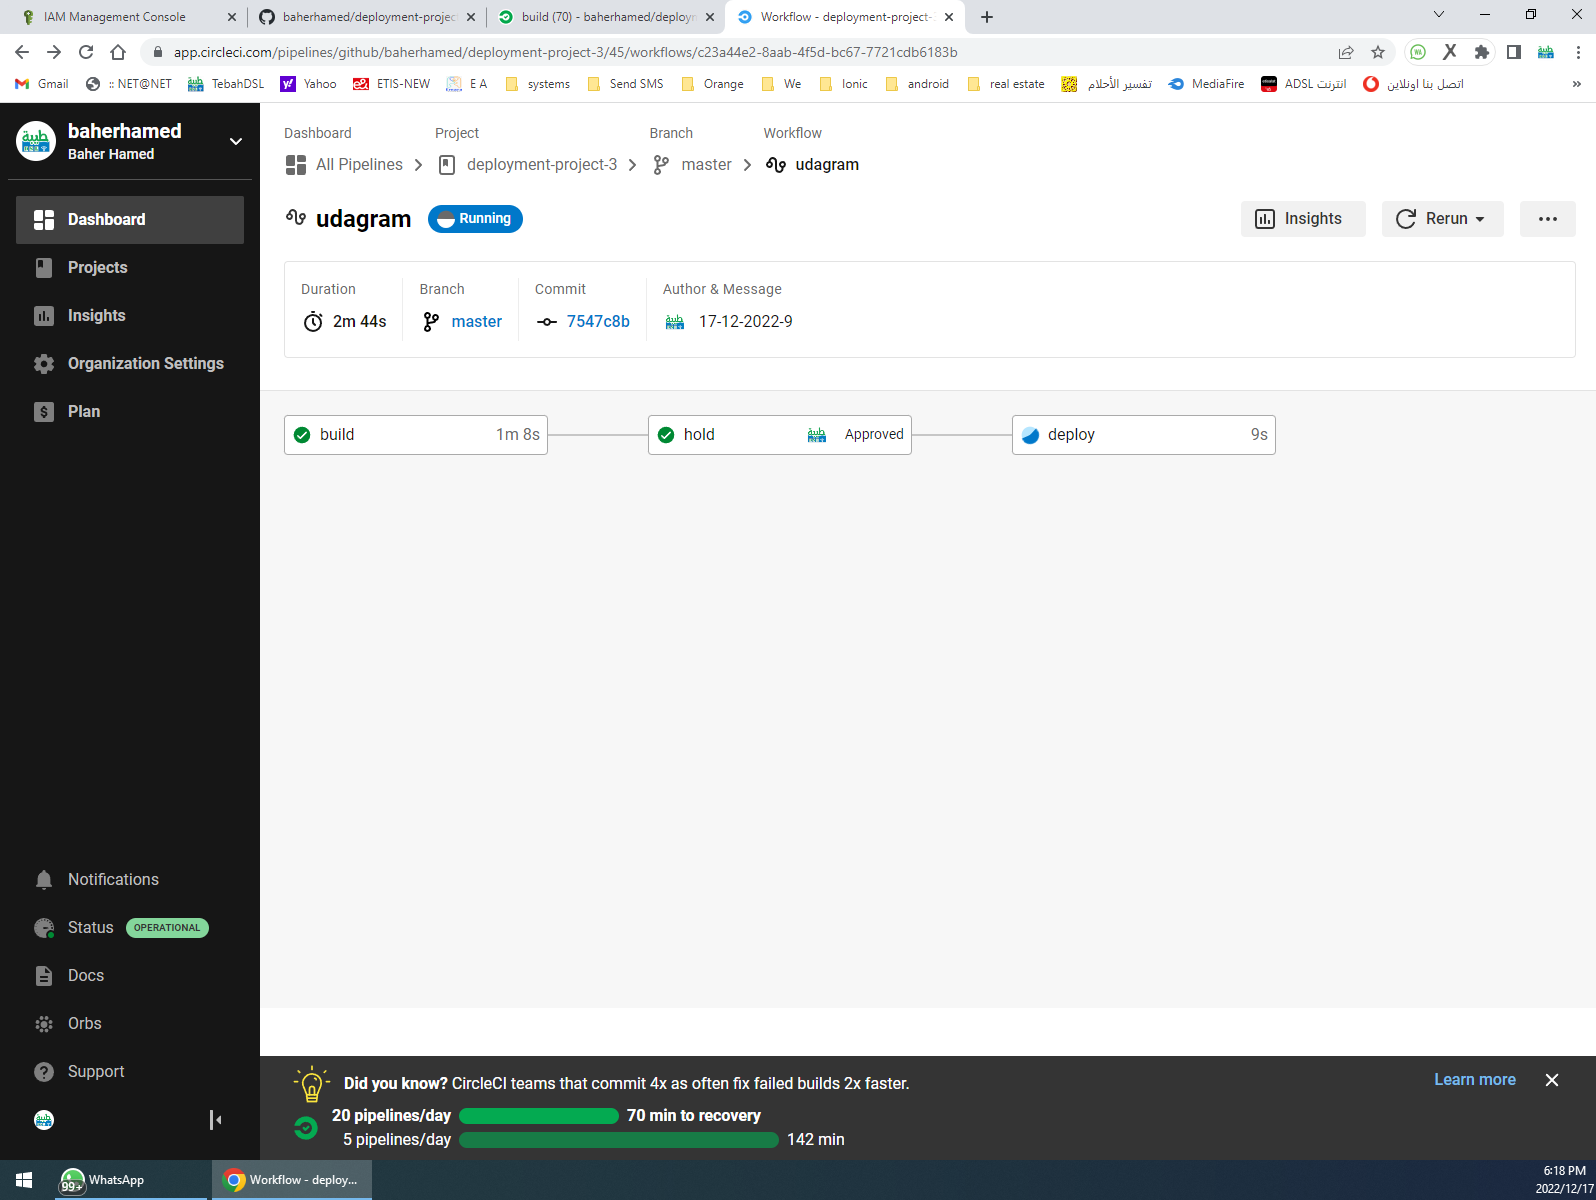 IAM Management Console
baherhamed/deployment-projec
build (70) - baherhamed/deployn
Workflow - deployment-project-
app.circleci.com/pipelines/github/baherhamed/deployment-project-3/45/workflows/c23a44e2-8aab-4f5d-bc67-7721cdb6183b
Gmail
:: NET@NET
TebahDSL
Yahoo
ETIS-NEW
E A
systems
Send SMS
Orange
We
Ionic
android
real estate
تفسير الأحلام
MediaFire
انترنت ADSL
اتصل بنا اونلاين
»
baherhamed
Baher Hamed
Dashboard
Projects
Insights
Organization Settings
Plan
Notifications
Status OPERATIONAL
Docs
Orbs
Support
Dashboard Project Branch Workflow
All Pipelines deployment-project-3 master udagram
udagram Running
Insights
Rerun
Duration Branch Commit Author & Message
2m 44s master 7547c8b 17-12-2022-9
build 1m 8s
hold Approved
deploy 9s
Did you know? CircleCI teams that commit 4x as often fix failed builds 2x faster.
Learn more
20 pipelines/day 70 min to recovery
5 pipelines/day 142 min
99+ WhatsApp
Workflow - deploy...
6:18 PM
2022/12/17